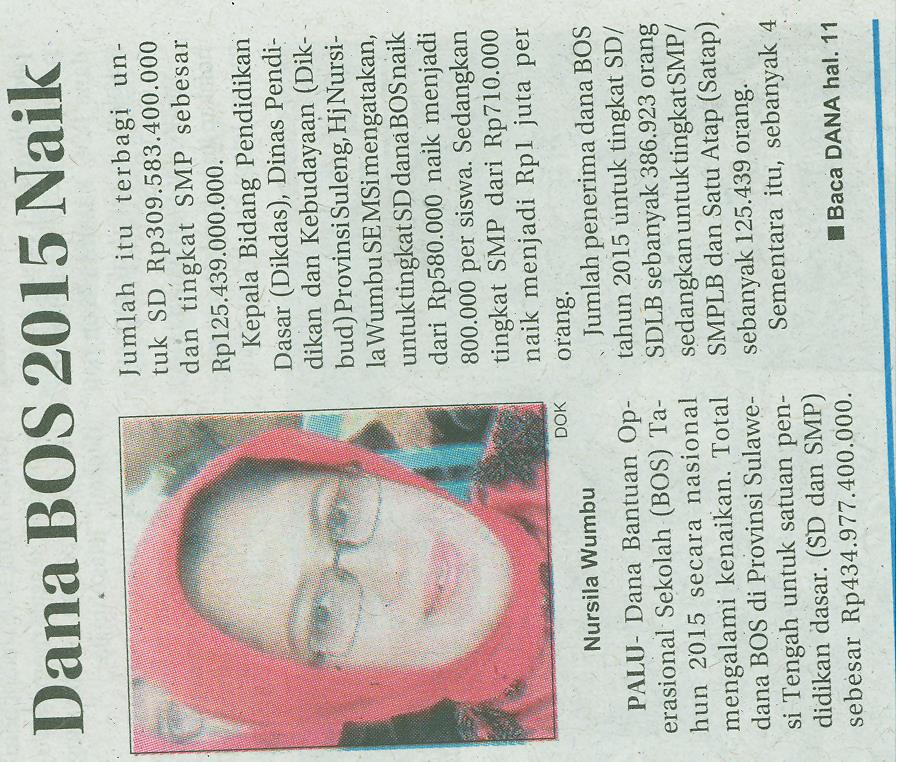 Dana BOS 2015 Naik
DOK
Nursila Wumbu
PALU- Dana Bantuan Op-
erasional Sekolah (BOS) Ta-
hun 2015 secara nasional
mengalami kenaikan. Total
dana BOS di Provinsi Sulawe-
si Tengah untuk satuan pen-
didikan dasar. (SD dan SMP)
sebesar Rp434.977.400.000.
Jumlah itu terbagi un-
tuk SD Rp309.583.400.000
dan tingkat SMP sebesar
Rp125.439.000.000.
Kepala Bidang Pendidikan
Dasar (Dikdas), Dinas Pendi-
dikan dan Kebudayaan (Dik-
bud) Provinsi Suleng, Hj Nursi-
la Wumbu SE MSi mengatakan,
untuk tingkat SD dana BOS naik
dari Rp580.000 naik menjadi
800.000 per siswa. Sedangkan
tingkat SMP dari Rp710.000
naik menjadi Rp1 juta per
orang.
Jumlah penerima dana BOS
tahun 2015 untuk tingkat SD/
SDLB sebanyak 386.923 orang
sedangkan untuk tingkat SMP/
SMPLB dan Satu Atap (Satap)
sebanyak 125.439 orang.
Sementara itu, sebanyak 4
■ Baca DANA hal. 11